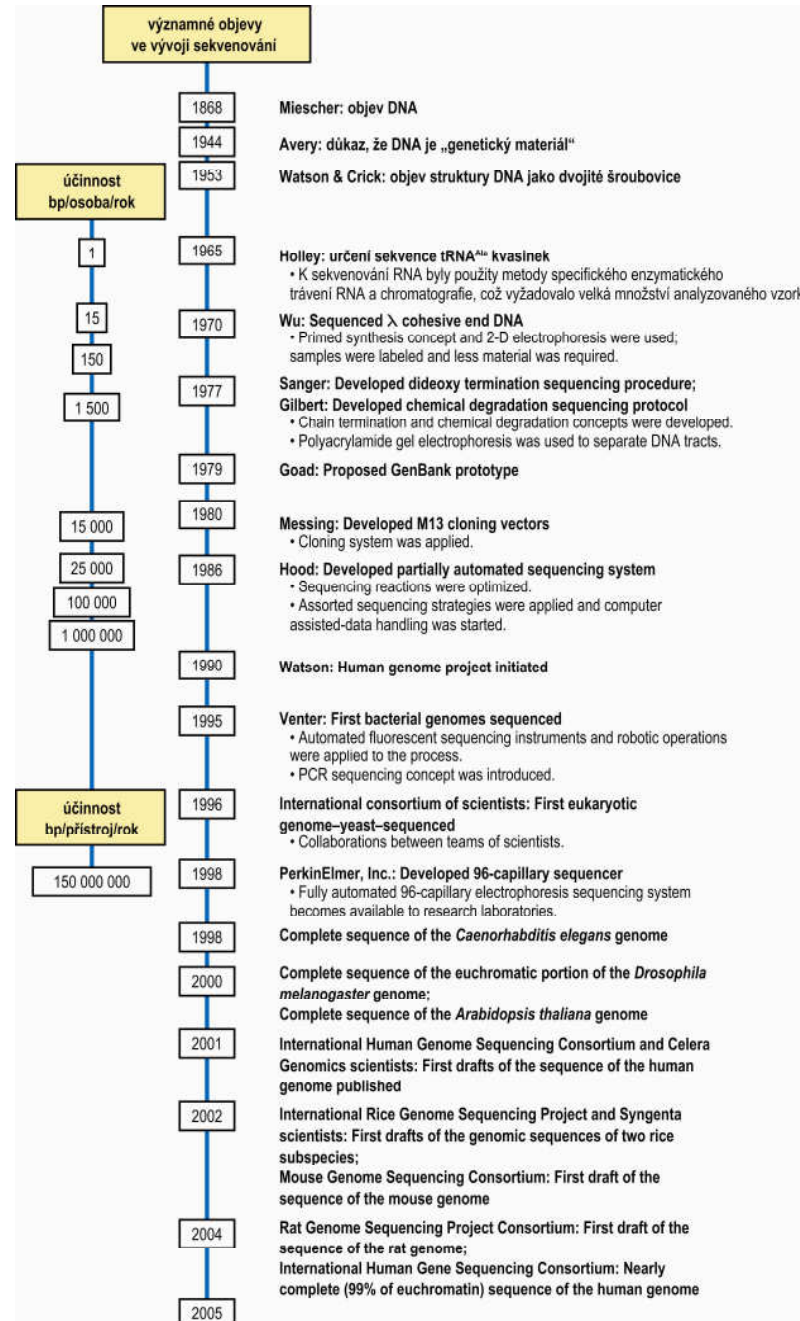 významné objevy
ve vývoji sekvenování
1868
Miescher: objev DNA
1944
Avery: důkaz, že DNA je „genetický materiál“
1953
Watson & Crick: objev struktury DNA jako dvojité šroubovice
účinnost
bp/osoba/rok
1
1965
Holley: určení sekvence tRNAᴬˡᵃ kvasinek
• K sekvenování RNA byly použity metody specifického enzymatického
trávení RNA a chromatografie, což vyžadovalo velká množství analyzovaného vzork
15
1970
Wu: Sequenced λ cohesive end DNA
• Primed synthesis concept and 2-D electrophoresis were used;
samples were labeled and less material was required.
150
1977
Sanger: Developed dideoxy termination sequencing procedure;
1 500
Gilbert: Developed chemical degradation sequencing protocol
• Chain termination and chemical degradation concepts were developed.
• Polyacrylamide gel electrophoresis was used to separate DNA tracts.
1979
Goad: Proposed GenBank prototype
15 000
1980
Messing: Developed M13 cloning vectors
• Cloning system was applied.
25 000
1986
Hood: Developed partially automated sequencing system
• Sequencing reactions were optimized.
100 000
• Assorted sequencing strategies were applied and computer
assisted-data handling was started.
1 000 000
1990
Watson: Human genome project initiated
1995
Venter: First bacterial genomes sequenced
• Automated fluorescent sequencing instruments and robotic operations
were applied to the process.
• PCR sequencing concept was introduced.
účinnost
bp/přístroj/rok
1996
International consortium of scientists: First eukaryotic
genome–yeast–sequenced
• Collaborations between teams of scientists.
150 000 000
1998
PerkinElmer, Inc.: Developed 96-capillary sequencer
• Fully automated 96-capillary electrophoresis sequencing system
becomes available to research laboratories.
1998
Complete sequence of the Caenorhabditis elegans genome
2000
Complete sequence of the euchromatic portion of the Drosophila
melanogaster genome;
Complete sequence of the Arabidopsis thaliana genome
2001
International Human Genome Sequencing Consortium and Celera
Genomics scientists: First drafts of the sequence of the human
genome published
2002
International Rice Genome Sequencing Project and Syngenta
scientists: First drafts of the genomic sequences of two rice
subspecies;
Mouse Genome Sequencing Consortium: First draft of the
sequence of the mouse genome
2004
Rat Genome Sequencing Project Consortium: First draft of the
sequence of the rat genome;
International Human Gene Sequencing Consortium: Nearly
complete (99% of euchromatin) sequence of the human genome
2005